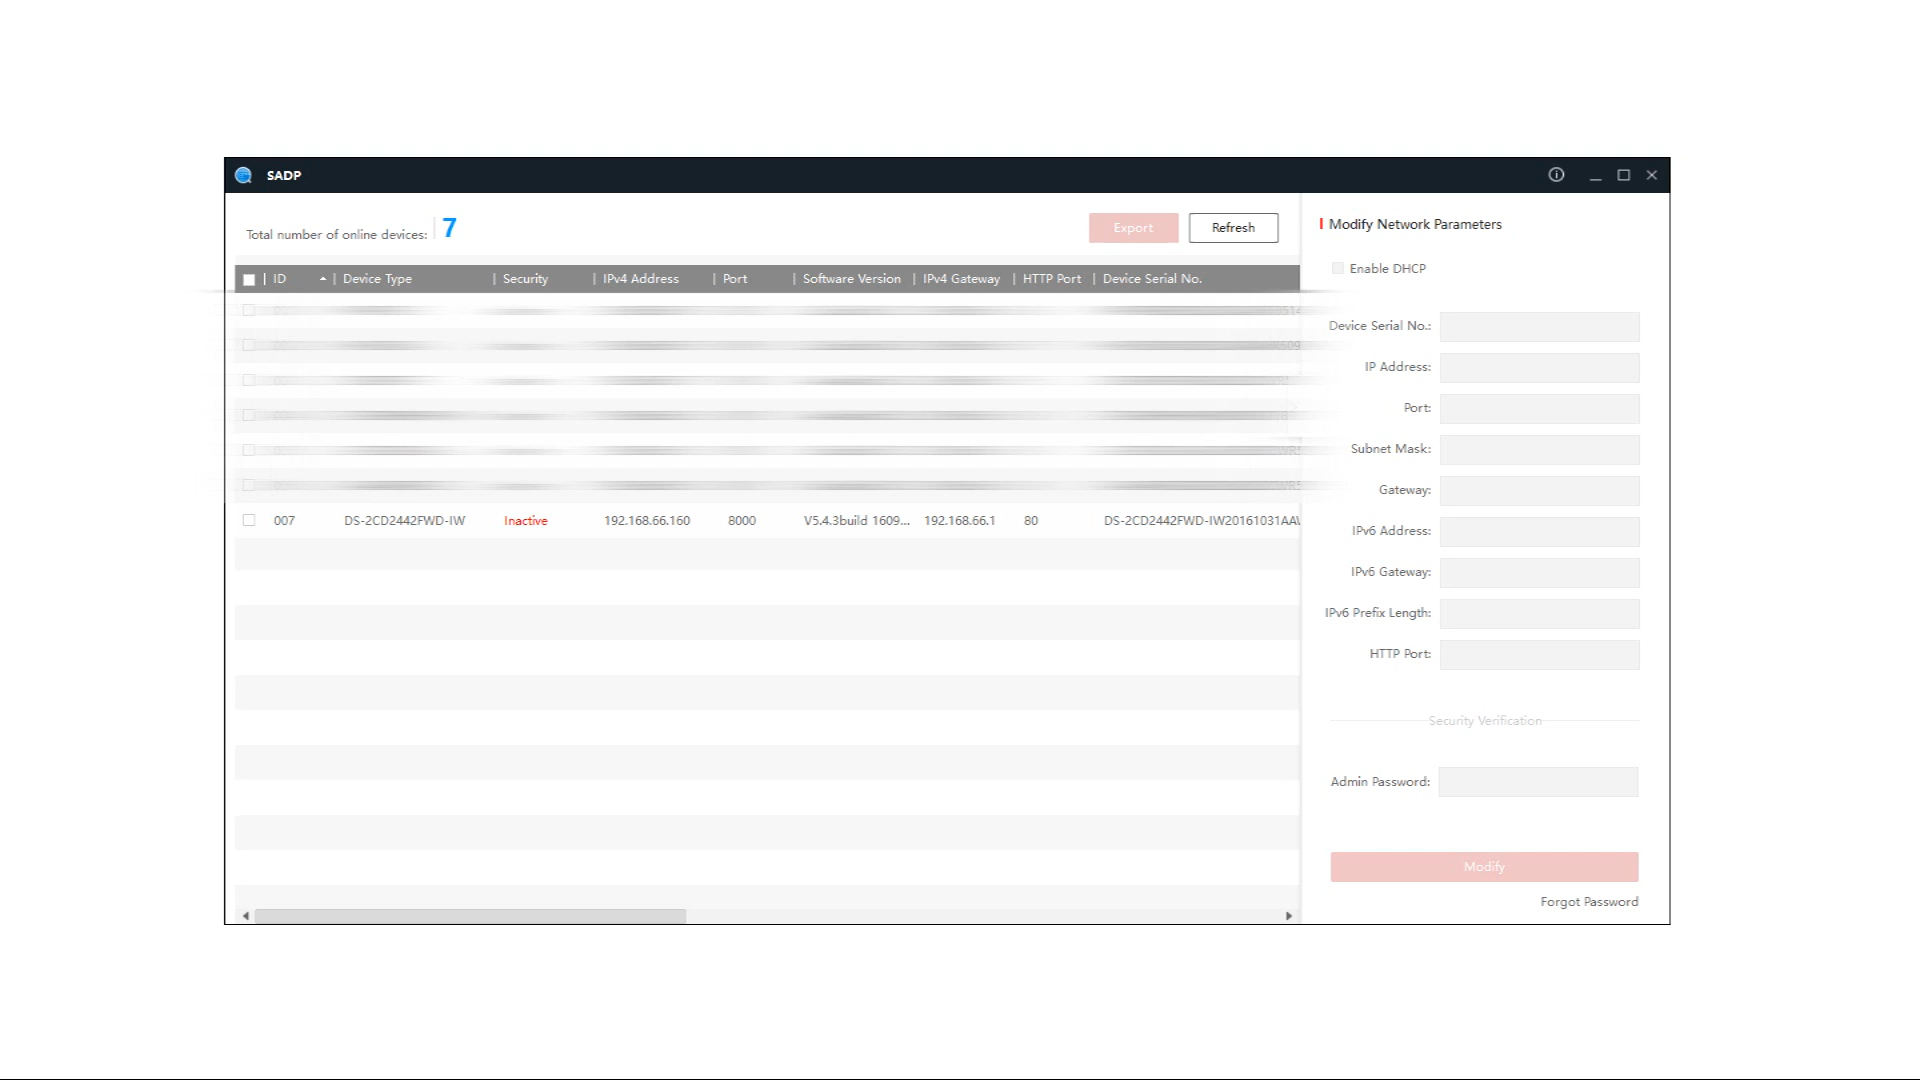 SADP
Total number of online devices: 7
Export
Refresh
ID
Device Type
Security
IPv4 Address
Port
Software Version
IPv4 Gateway
HTTP Port
Device Serial No.
007
DS-2CD2442FWD-IW
Inactive
192.168.66.160
8000
V5.4.3build 1609...
192.168.66.1
80
DS-2CD2442FWD-IW20161031AA
Modify Network Parameters
Enable DHCP
Device Serial No.:
IP Address:
Port:
Subnet Mask:
Gateway:
IPv6 Address:
IPv6 Gateway:
IPv6 Prefix Length:
HTTP Port:
Security Verification
Admin Password:
Modify
Forgot Password